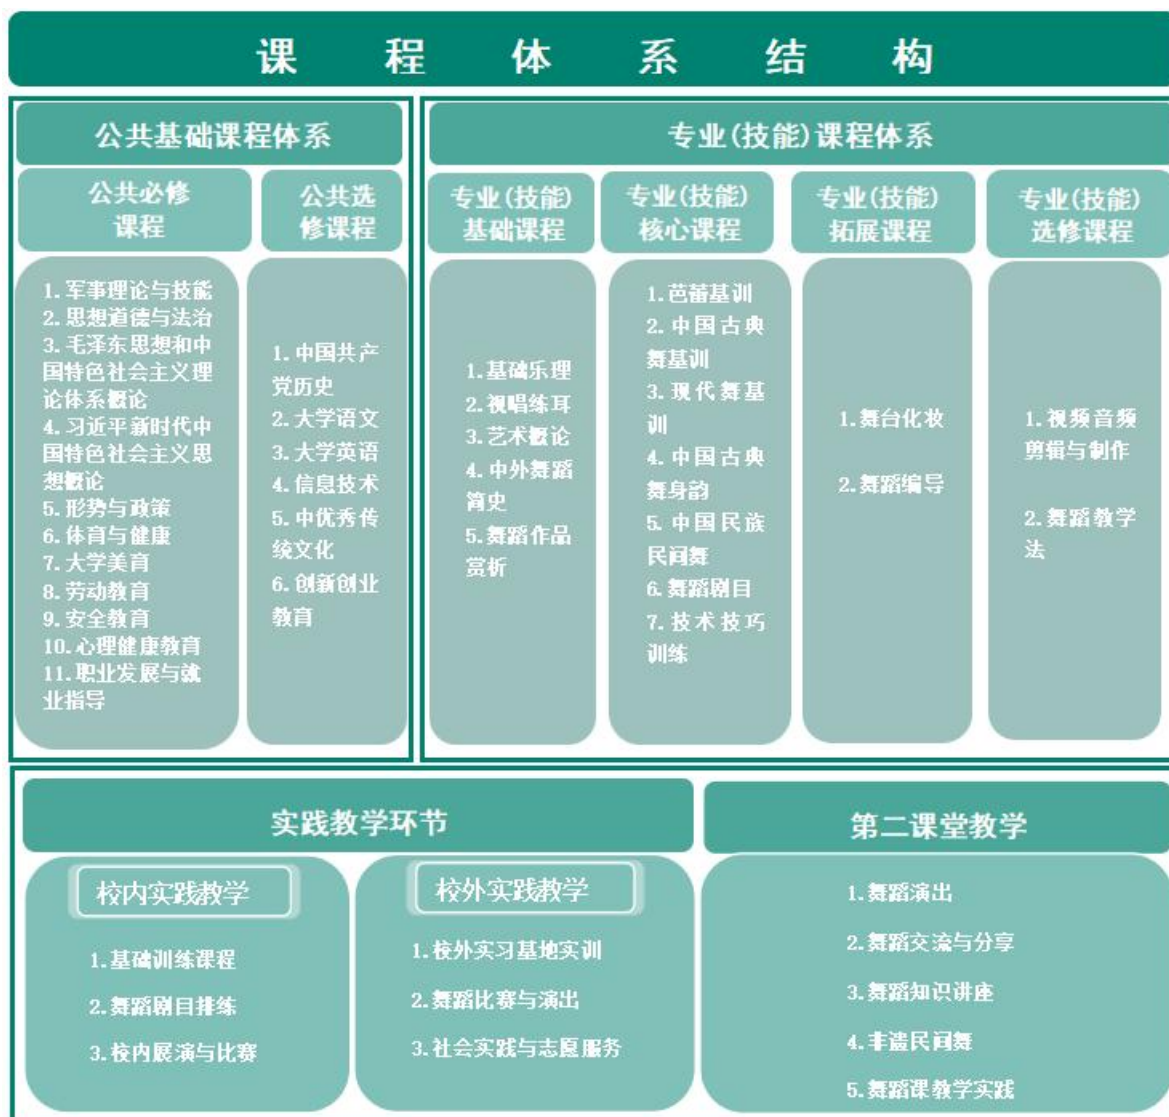 课程体系结构
公共基础课程体系
公共必修
课程
1.军事理论与技能
2.思想道德与法治
3.毛泽东思想和中
国特色社会主义理
论体系概论
4.习近平新时代中
国特色社会主义思
想概论
5.形势与政策
6.体育与健康
7.大学美育
8.劳动教育
9.安全教育
10.心理健康教育
11.职业发展与就
业指导
公共选
修课程
1.中国共产
党历史
2.大学语文
3.大学英语
4.信息技术
5.中优秀传
统文化
6.创新创业
教育
专业(技能)课程体系
专业(技能)
基础课程
1.基础乐理
2.视唱练耳
3.艺术概论
4.中外舞蹈
简史
5.舞蹈作品
赏析
专业(技能)
核心课程
1.芭蕾基训
2.中国古典
舞基训
3.现代舞基
训
4.中国古典
舞身韵
5.中国民族
民间舞
6.舞蹈剧目
7.技术技巧
训练
专业(技能)
拓展课程
1.舞台化妆
2.舞蹈编导
专业(技能)
选修课程
1.视频音频
剪辑与制作
2.舞蹈教学
法
实践教学环节
校内实践教学
1.基础训练课程
2.舞蹈剧目排练
3.校内展演与比赛
校外实践教学
1.校外实习基地实训
2.舞蹈比赛与演出
3.社会实践与志愿服务
第二课堂教学
1.舞蹈演出
2.舞蹈交流与分享
3.舞蹈知识讲座
4.非遗民间舞
5.舞蹈课教学实践